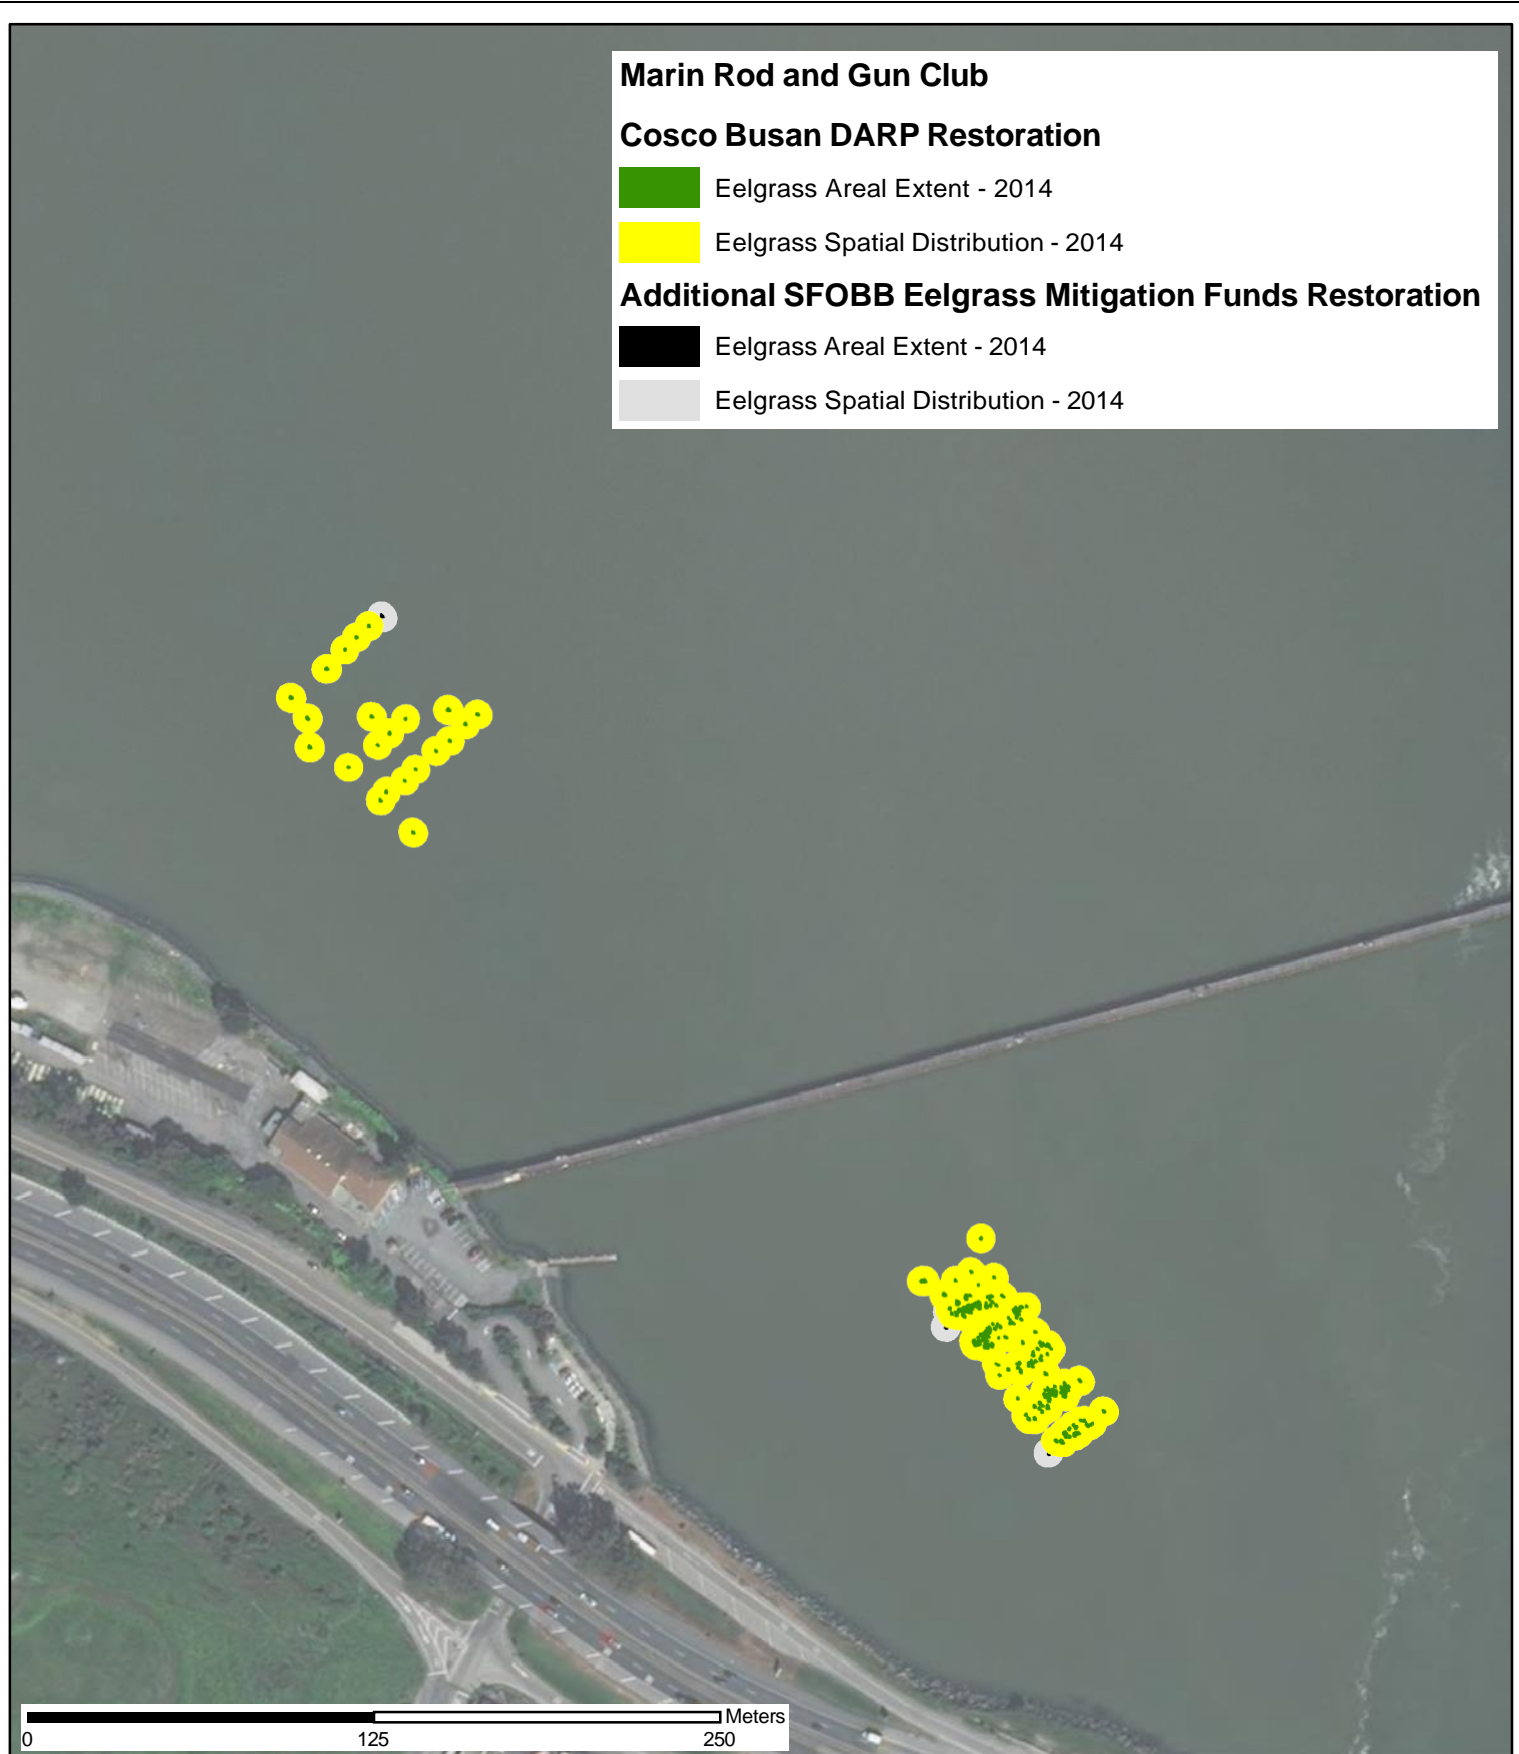 Marin Rod and Gun Club
Cosco Busan DARP Restoration
Eelgrass Areal Extent - 2014
Eelgrass Spatial Distribution - 2014
Additional SFOBB Eelgrass Mitigation Funds Restoration
Eelgrass Areal Extent - 2014
Eelgrass Spatial Distribution - 2014
Meters
0 125 250